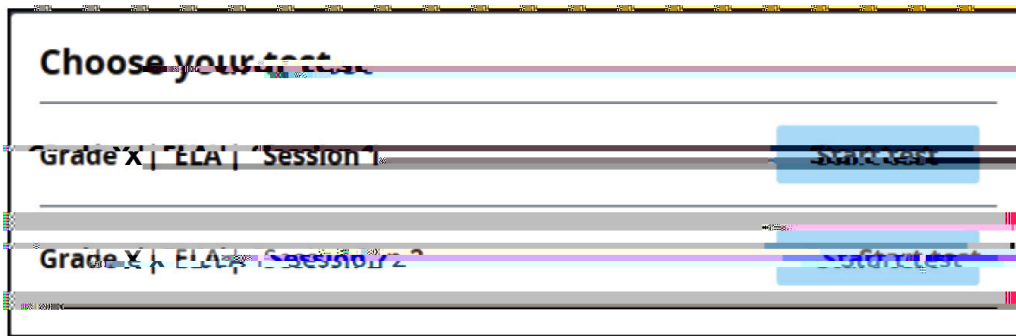 Choose your test
Grade X | ELA | Session 1
Start test
Grade X | ELA | Session 2
Start test